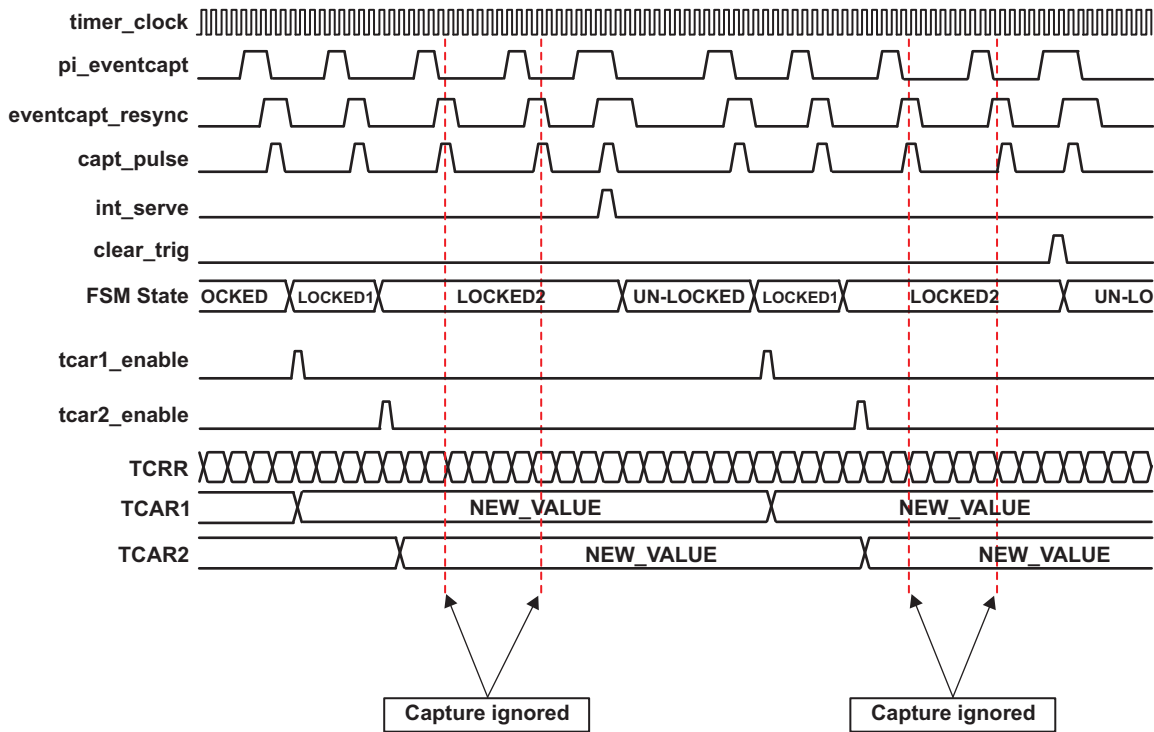 timer_clock
pi_eventcapt
eventcapt_resync
capt_pulse
int_serve
clear_trig
FSM State OCKED LOCKED1 LOCKED2 UN-LOCKED LOCKED1 LOCKED2 UN-LO
tcar1_enable
tcar2_enable
TCRR
TCAR1 NEW_VALUE NEW_VALUE
TCAR2 NEW_VALUE NEW_VALUE
Capture ignored Capture ignored